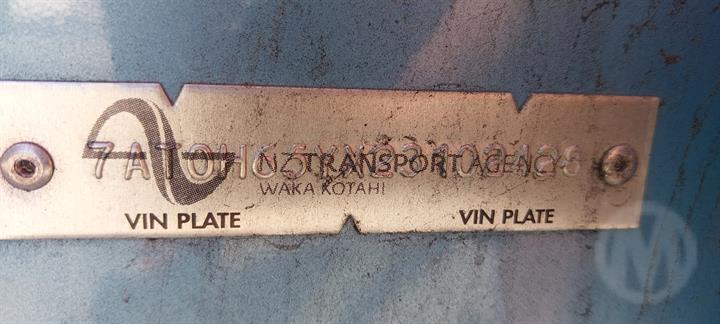 NZ TRANSPORT AGENCY
WAKA KOTAHI
VIN PLATE VIN PLATE
M